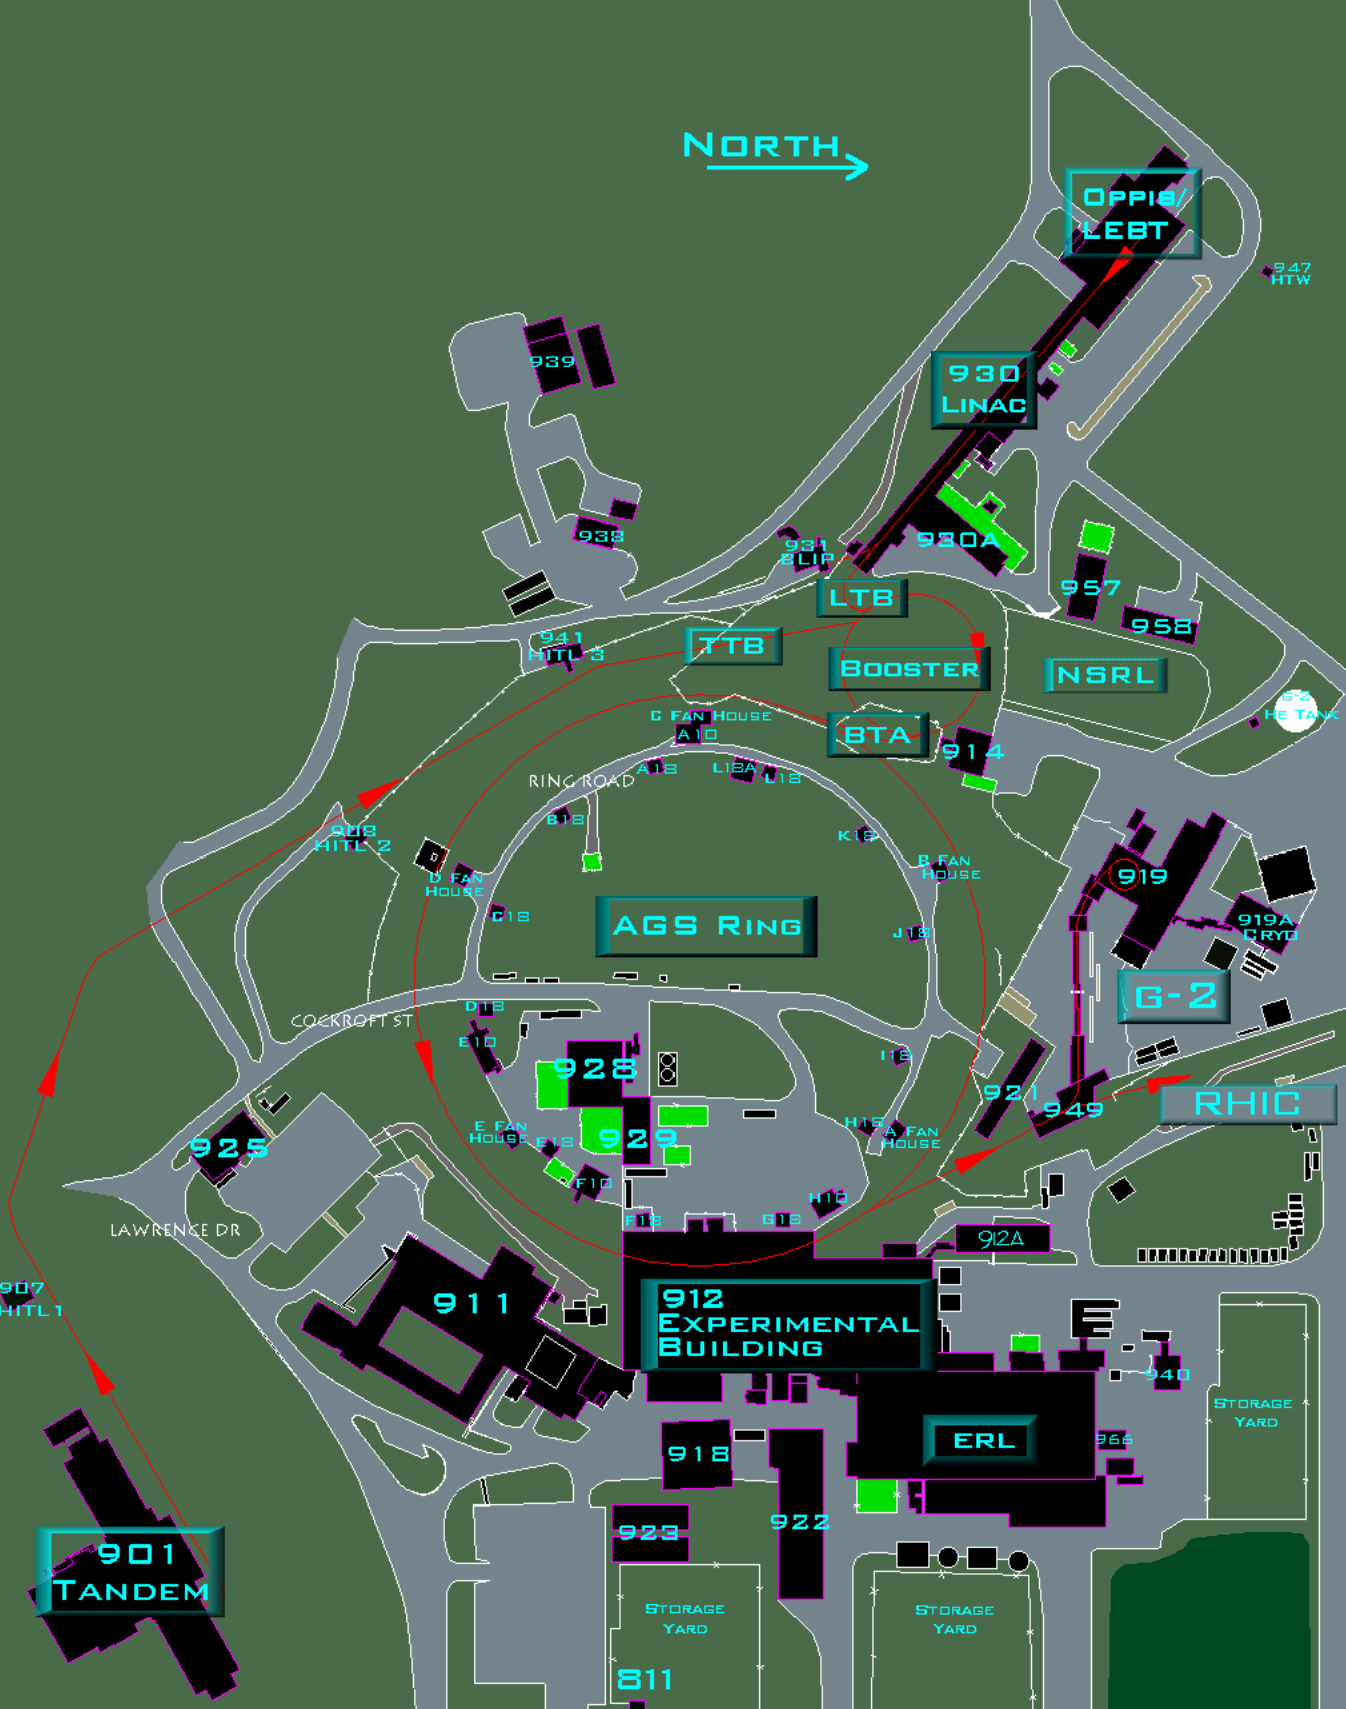 NORTH
OPPIS/
LEBT
947
HTW
939
930
LINAC
938
931
BLIP
930A
957
958
LTB
941
HITL 3
TTB
BOOSTER
NSRL
G-2
HE TANK
C FAN HOUSE
A10
BTA
914
RING ROAD
A18
L18A
L18
B18
K18
908
HITL 2
D FAN
HOUSE
B FAN
HOUSE
919
C18
AGS RING
J18
919A
CRYO
G-2
D18
COCKROFT ST
E10
I18
928
921
949
RHIC
925
E FAN
HOUSE
E18
929
H18
A FAN
HOUSE
F10
H10
LAWRENCE DR
F18
G18
912A
907
HITL1
911
912
EXPERIMENTAL
BUILDING
940
STORAGE
YARD
918
ERL
966
923
922
901
TANDEM
STORAGE
YARD
STORAGE
YARD
811